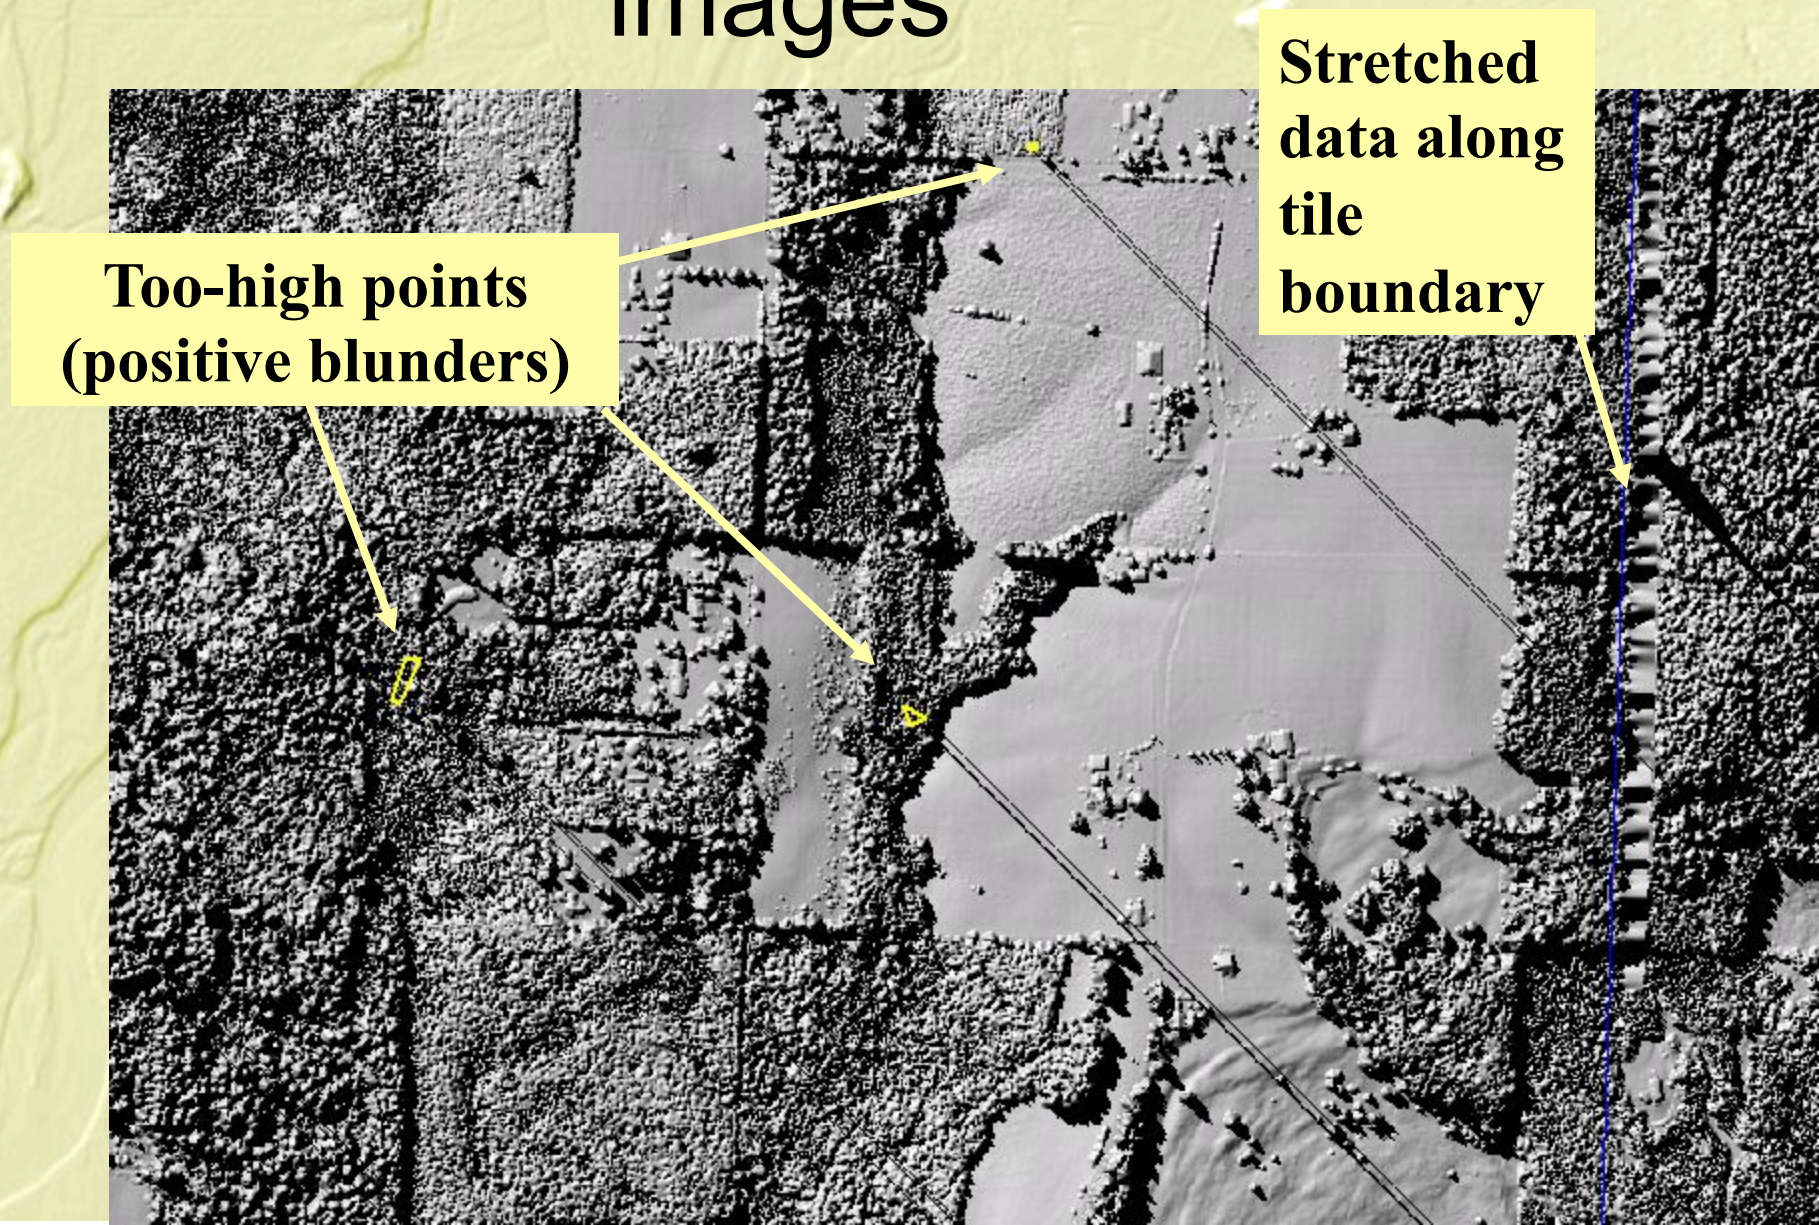 images
Stretched
data along
tile
boundary
Too-high points
(positive blunders)